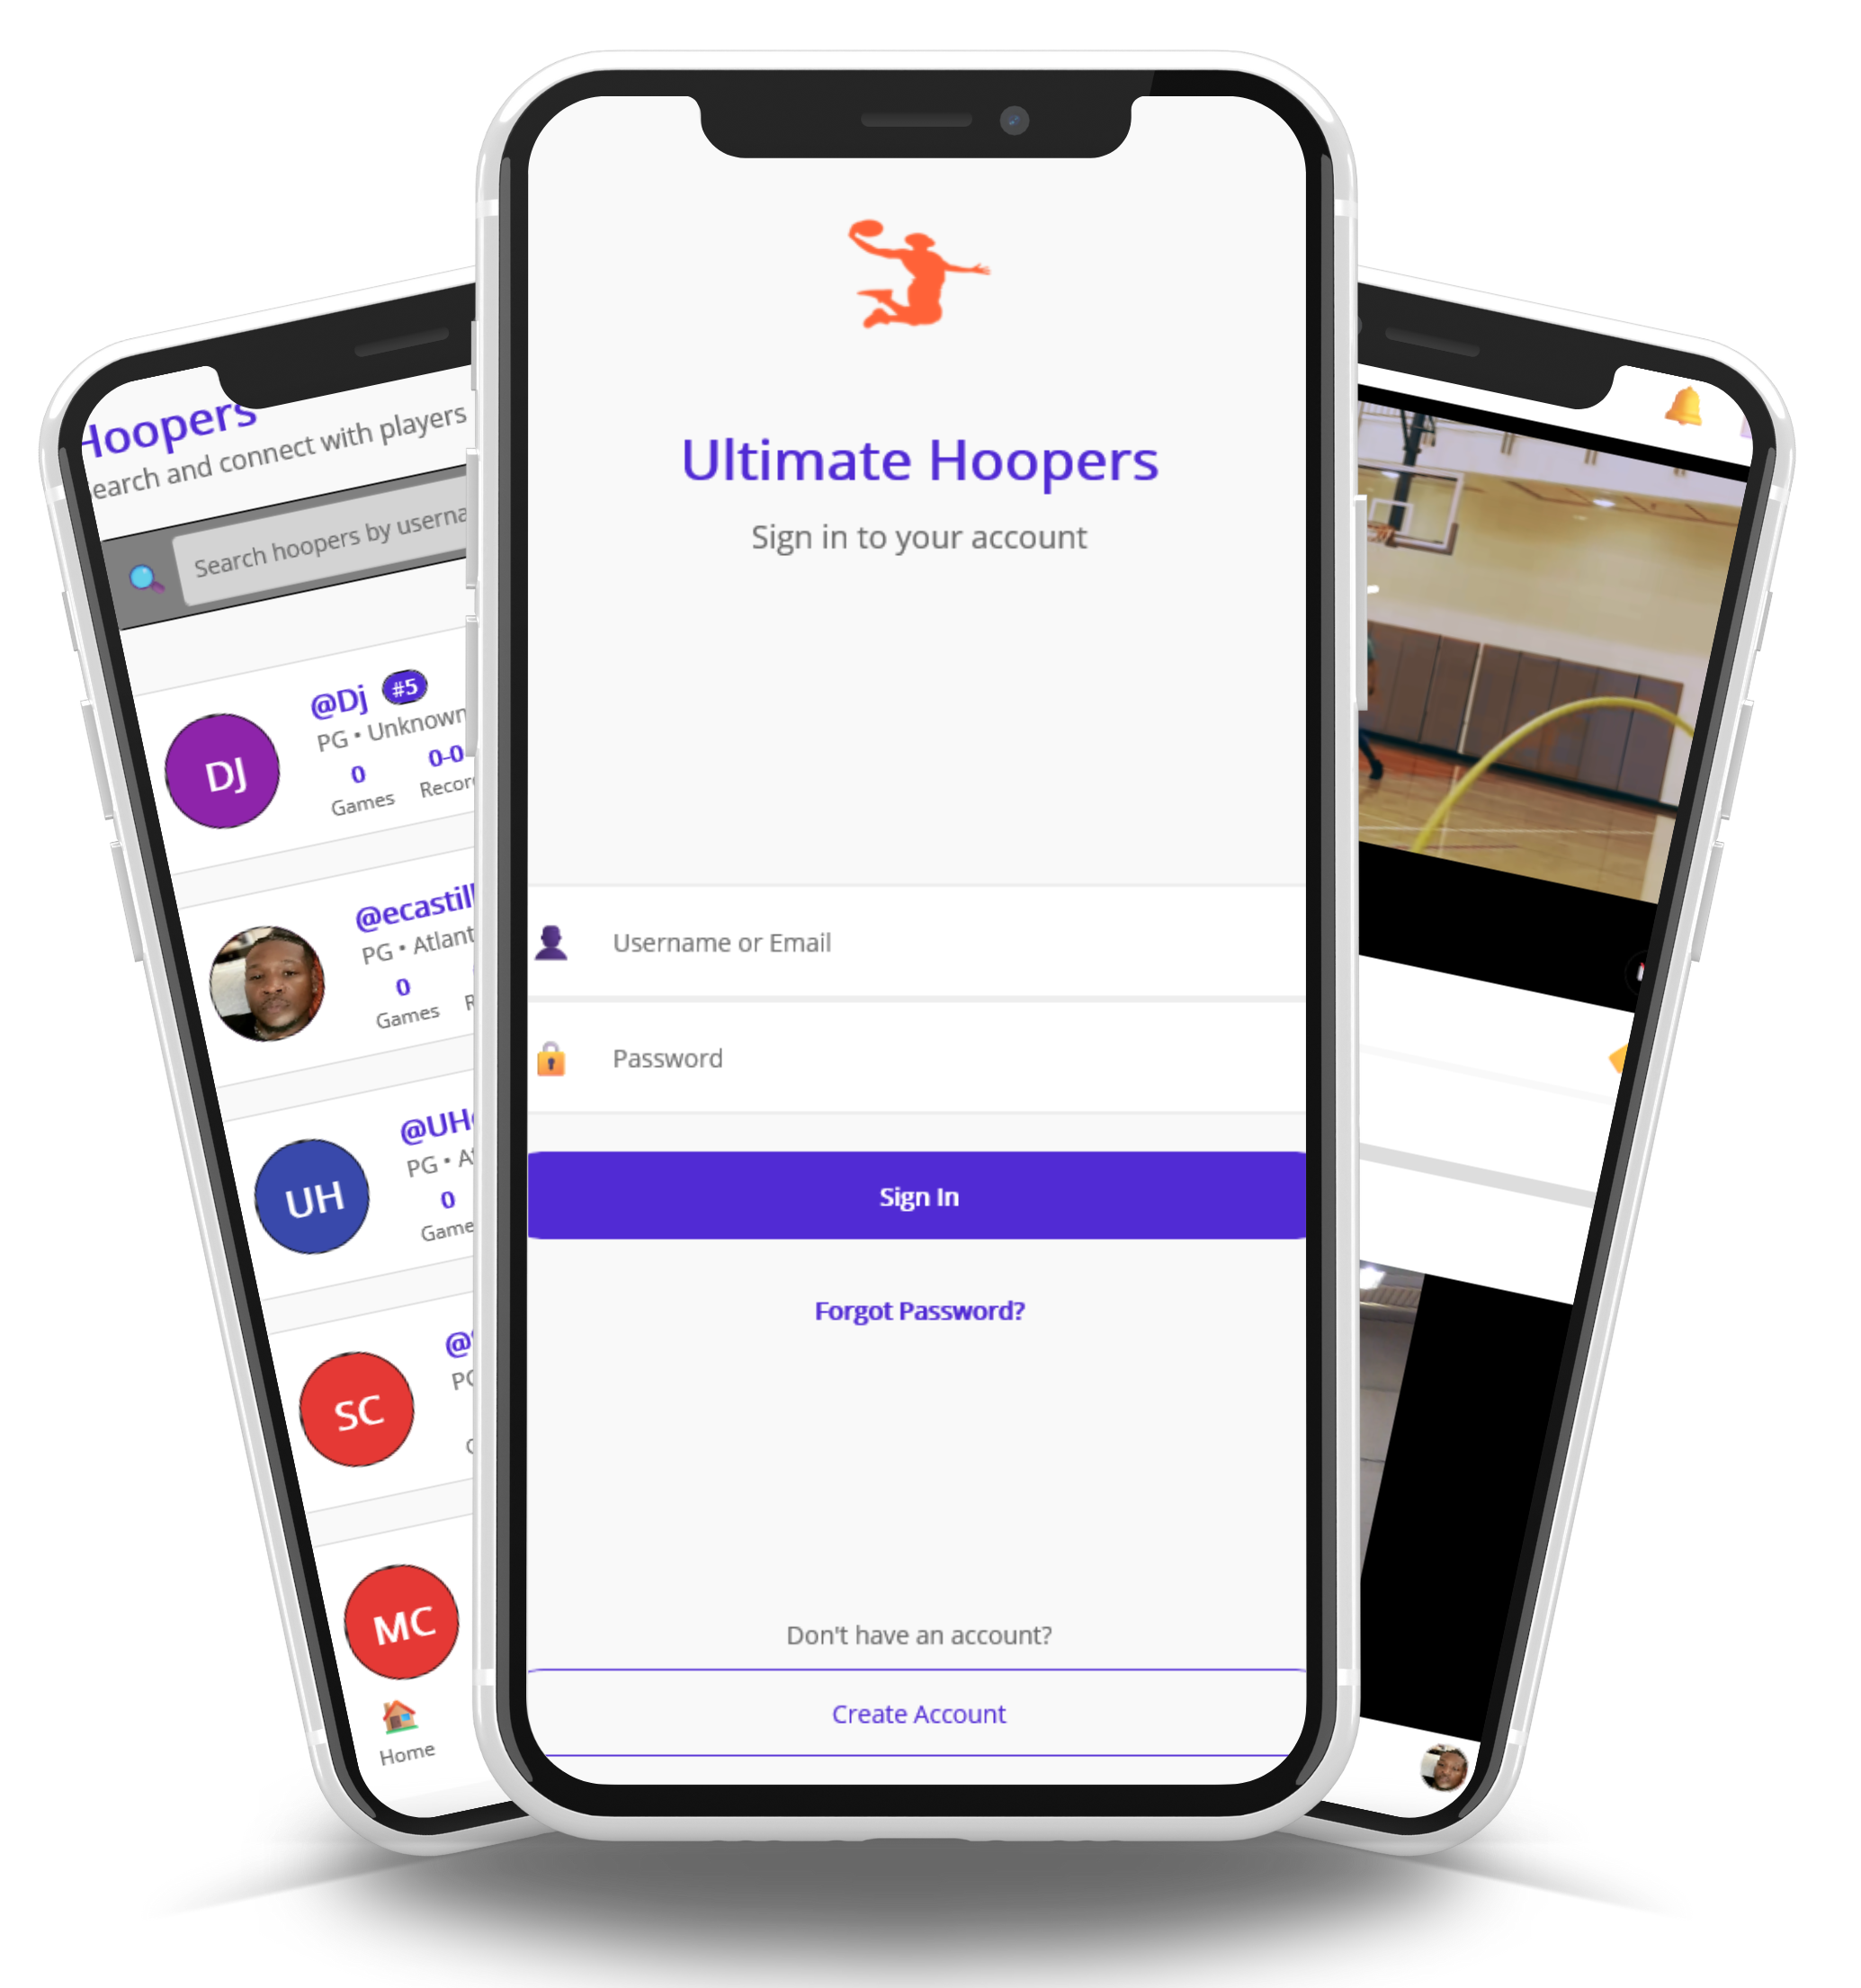 Hoopers
earch and connect with players
Search hoopers by userna
DJ
@Dj #5
PG • Unknown
0 0-0
Games Recor
@ecastill
PG • Atlant
0
Games
UH
@UH
PG • A
0
Game
SC
@
PG
MC
Home
Ultimate Hoopers
Sign in to your account
Username or Email
Password
Sign In
Forgot Password?
Don't have an account?
Create Account